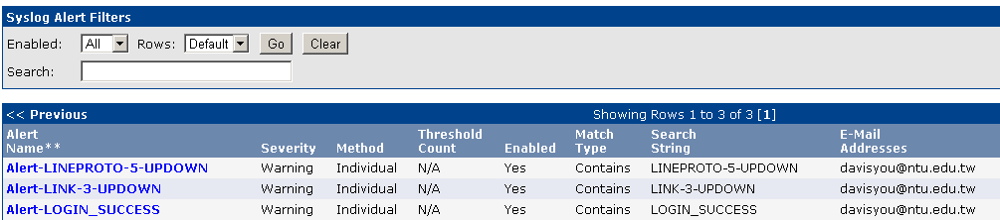 Syslog Alert Filters
Enabled: All Rows: Default Go Clear
Search:
<< Previous Showing Rows 1 to 3 of 3 [1]
Alert Name** Severity Method Threshold Count Enabled Match Type Search String E-Mail Addresses
Alert-LINEPROTO-5-UPDOWN Warning Individual N/A Yes Contains LINEPROTO-5-UPDOWN davisyou@ntu.edu.tw
Alert-LINK-3-UPDOWN Warning Individual N/A Yes Contains LINK-3-UPDOWN davisyou@ntu.edu.tw
Alert-LOGIN_SUCCESS Warning Individual N/A Yes Contains LOGIN_SUCCESS davisyou@ntu.edu.tw